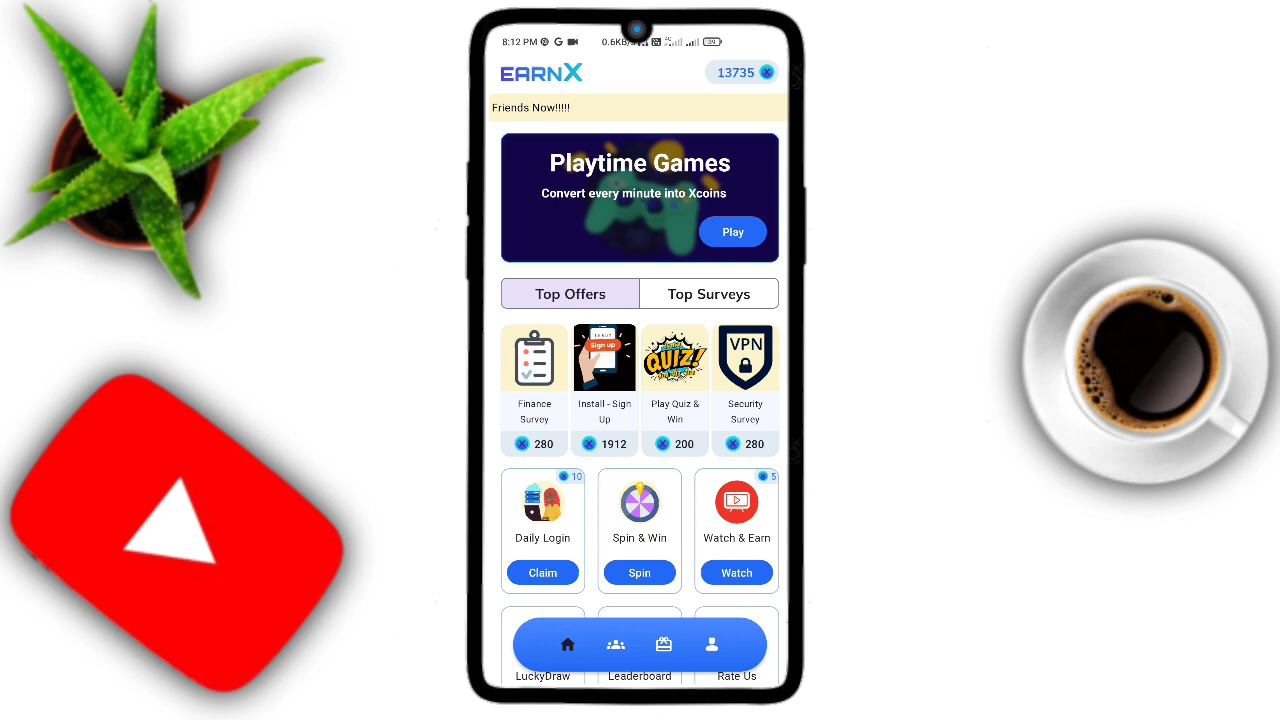 8:12 PM
0.6KB/s
39
EARNX
13735
Friends Now!!!!!
Playtime Games
Convert every minute into Xcoins
Play
Top Offers
Top Surveys
Sign up
QUIZ!
VPN
Finance
Survey
Install - Sign
Up
Play Quiz &
Win
Security
Survey
280
1912
200
280
10
5
Daily Login
Spin & Win
Watch & Earn
Claim
Spin
Watch
LuckyDraw
Leaderboard
Rate Us